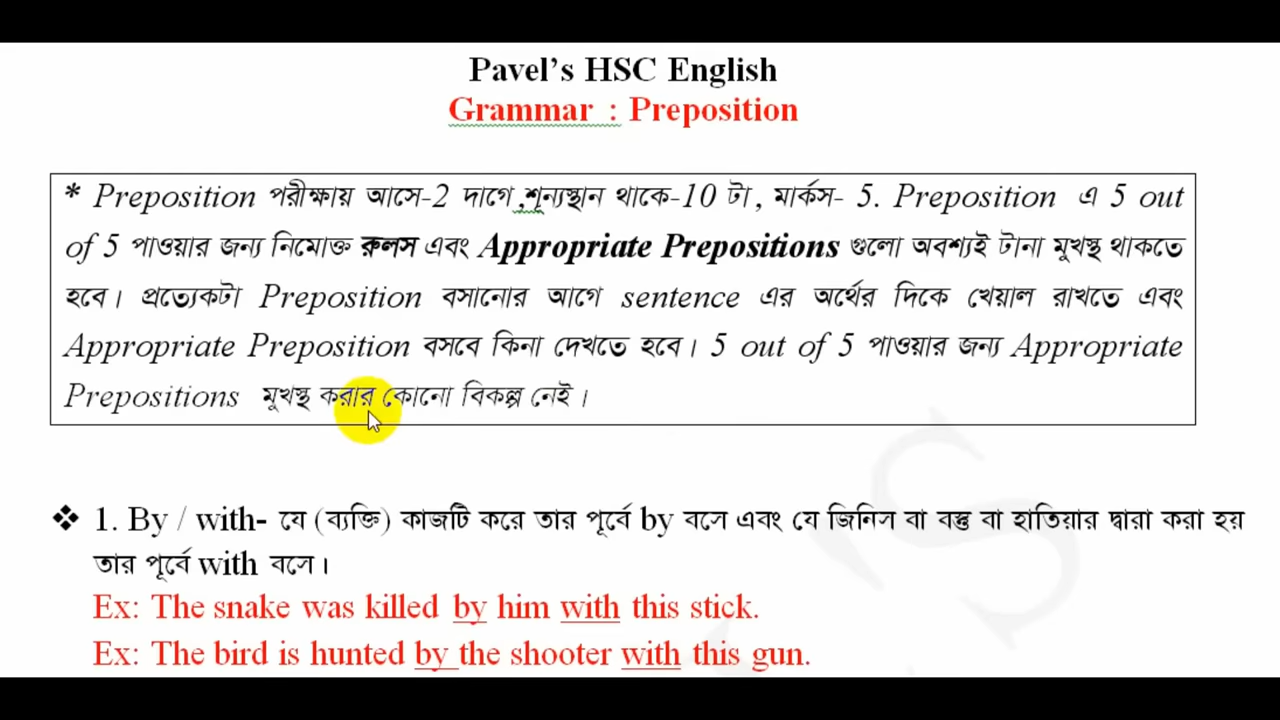 Pavel’s HSC English
Grammar : Preposition
* Preposition পরীক্ষায় আসে-2 দাগে ,শূন্যস্থান থাকে-10 টা , মার্কস- 5. Preposition এ 5 out
of 5 পাওয়ার জন্য নিমোক্ত রুলস এবং Appropriate Prepositions গুলো অবশ্যই টানা মুখস্থ থাকতে
হবে। প্রত্যেকটা Preposition বসানোর আগে sentence এর অর্থের দিকে খেয়াল রাখতে এবং
Appropriate Preposition বসবে কিনা দেখতে হবে। 5 out of 5 পাওয়ার জন্য Appropriate
Prepositions মুখস্থ করার কোনো বিকল্প নেই।
❖ 1. By / with- যে (ব্যক্তি) কাজটি করে তার পূর্বে by বসে এবং যে জিনিস বা বস্তু বা হাতিয়ার দ্বারা করা হয়
তার পূর্বে with বসে।
Ex: The snake was killed by him with this stick.
Ex: The bird is hunted by the shooter with this gun.